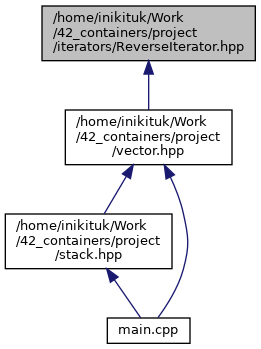 /home/inikituk/Work
/42_containers/project
/iterators/ReverseIterator.hpp
/home/inikituk/Work
/42_containers/project
/vector.hpp
/home/inikituk/Work
/42_containers/project
/stack.hpp
main.cpp